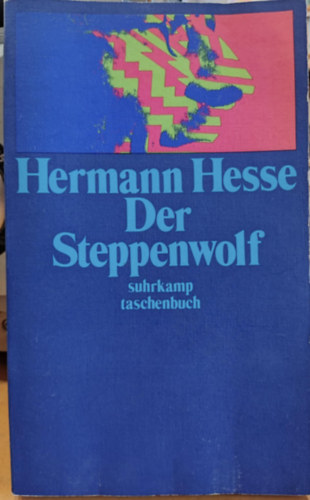 Hermann Hesse
Der
Steppenwolf
suhrkamp
taschenbuch